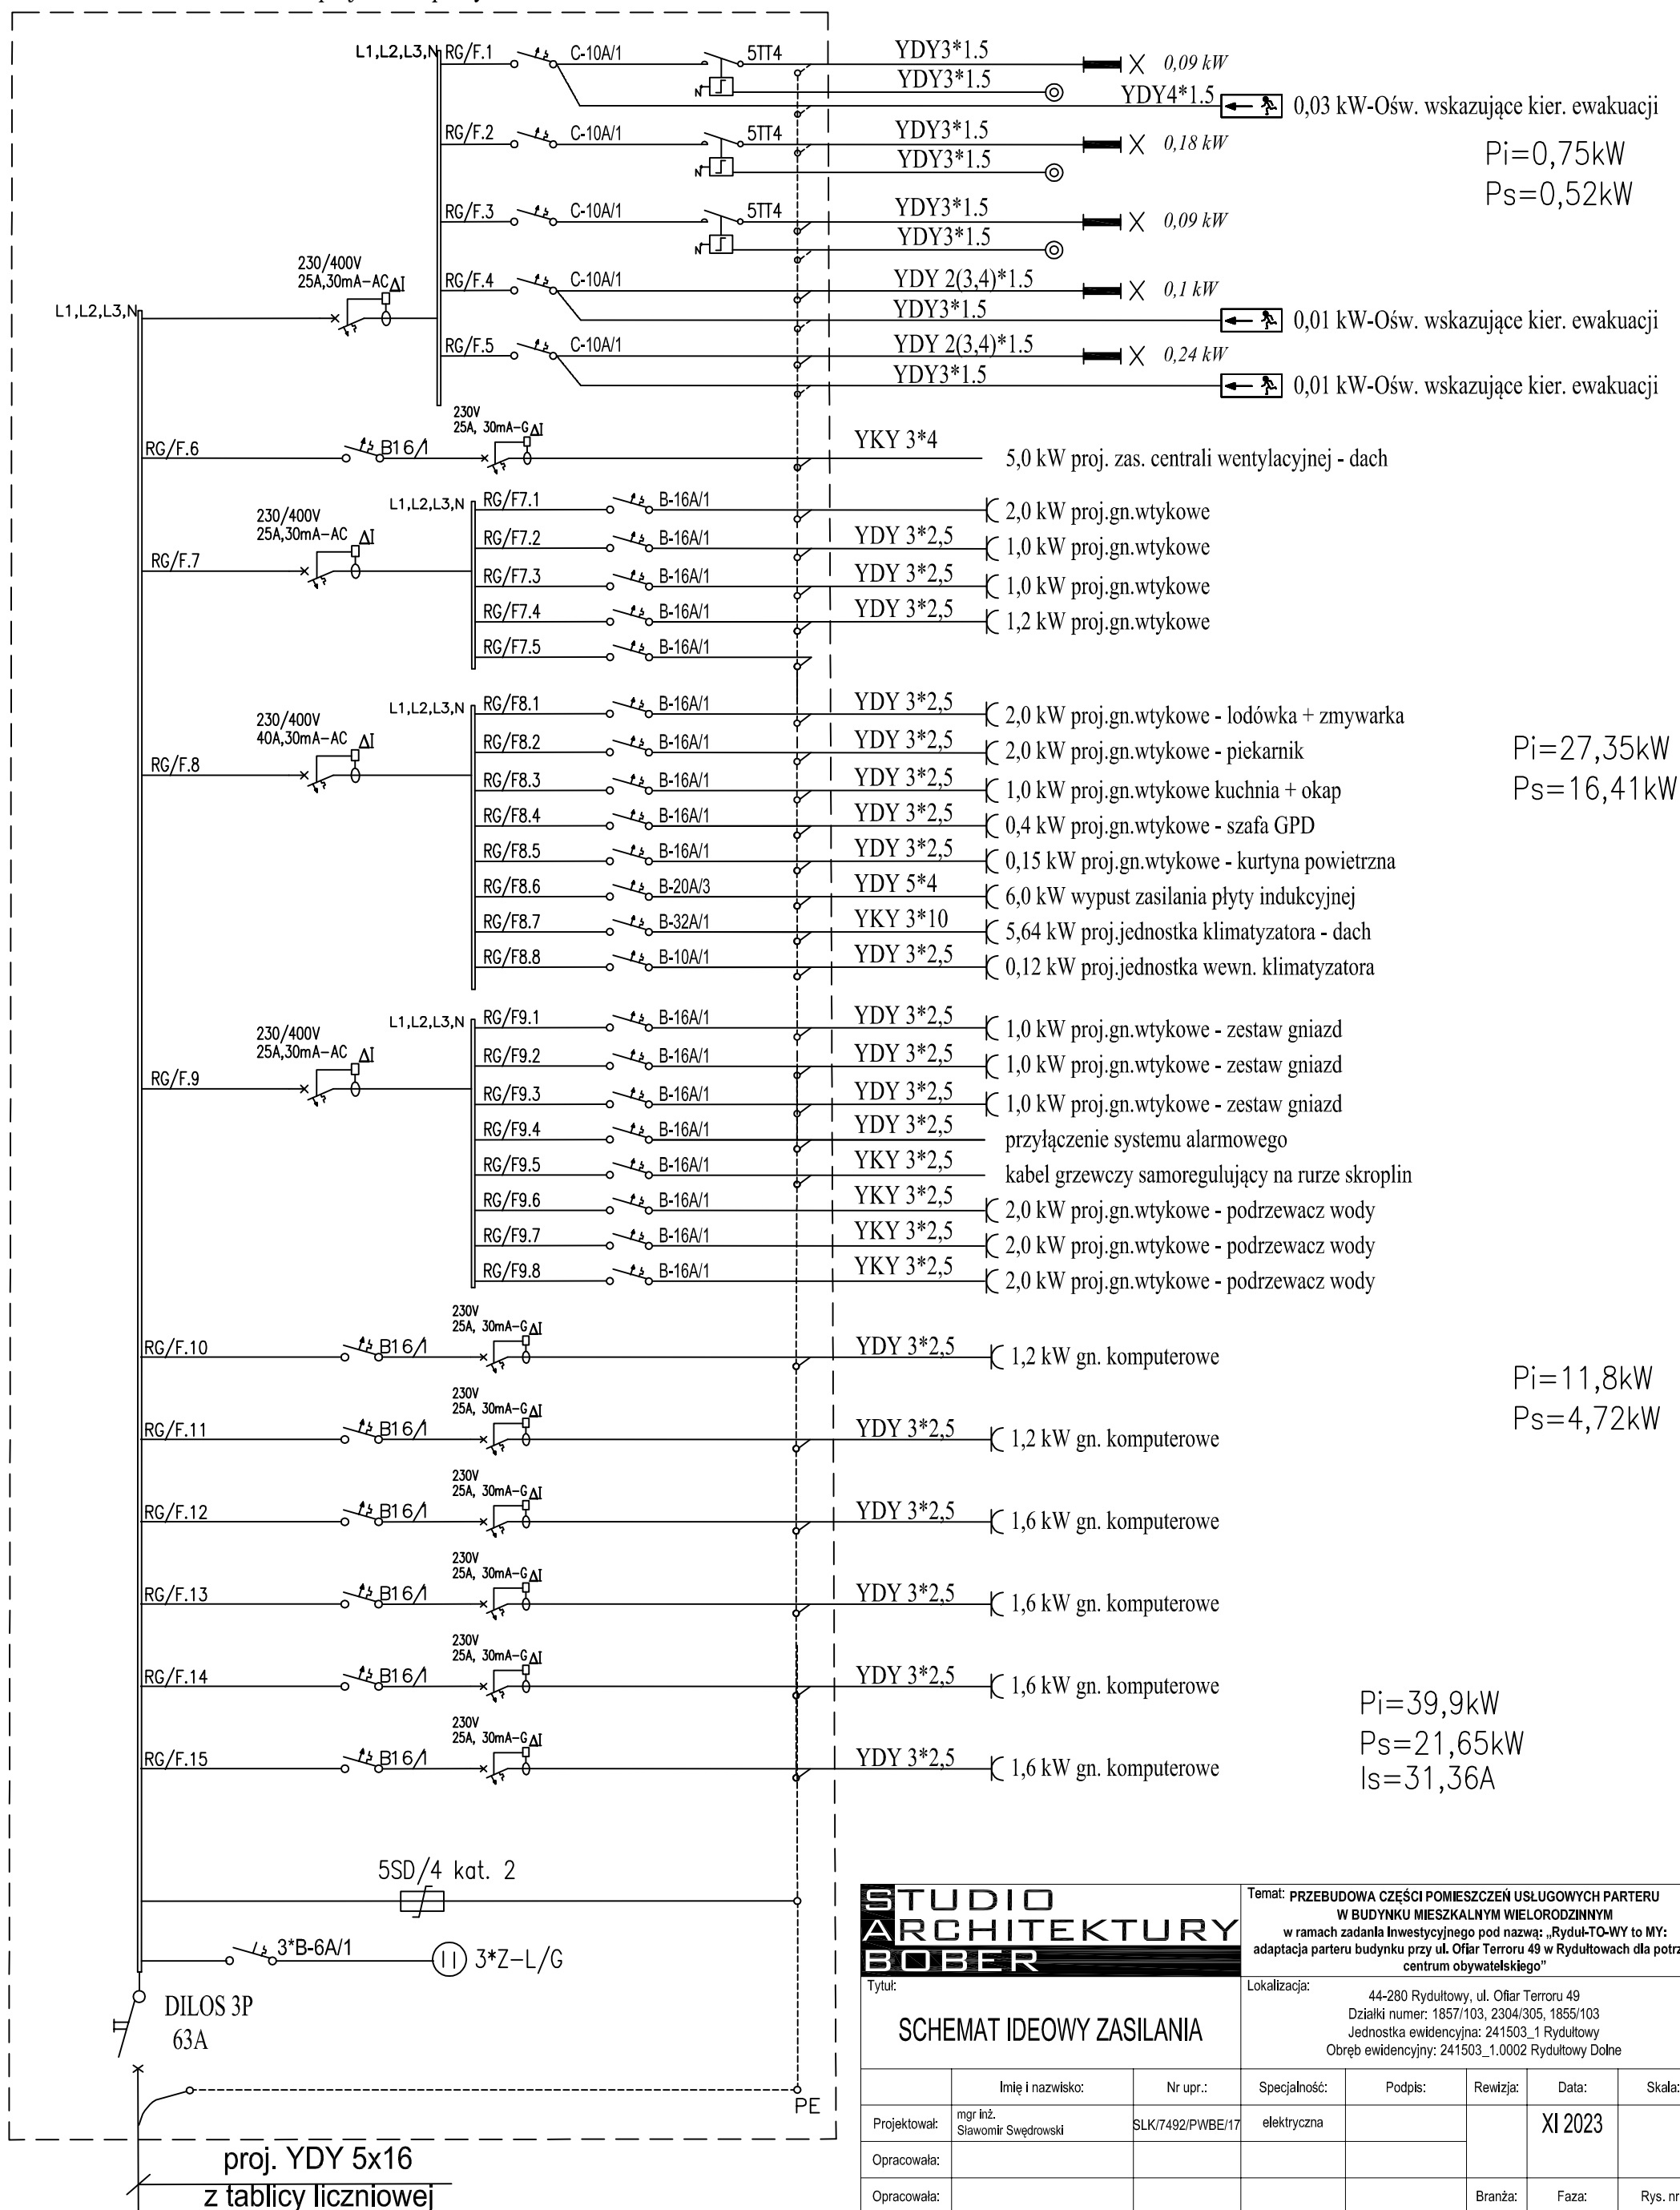 L1,L2,L3,N RG/F.1 C-10A/1 5TT4 YDY3*1.5 0,09 kW
N YDY3*1.5
YDY4*1.5 0,03 kW-Ośw. wskazujące kier. ewakuacji
RG/F.2 C-10A/1 5TT4 YDY3*1.5 0,18 kW
N YDY3*1.5
Pi=0,75kW
Ps=0,52kW
RG/F.3 C-10A/1 5TT4 YDY3*1.5 0,09 kW
N YDY3*1.5
230/400V
25A,30mA-AC ΔI
L1,L2,L3,N
RG/F.4 C-10A/1 YDY 2(3,4)*1.5 0,1 kW
YDY3*1.5 0,01 kW-Ośw. wskazujące kier. ewakuacji
RG/F.5 C-10A/1 YDY 2(3,4)*1.5 0,24 kW
YDY3*1.5 0,01 kW-Ośw. wskazujące kier. ewakuacji
230V
25A, 30mA-G ΔI
RG/F.6 B16/1 YKY 3*4 5,0 kW proj. zas. centrali wentylacyjnej - dach
230/400V
25A,30mA-AC ΔI
RG/F.7
L1,L2,L3,N RG/F7.1 B-16A/1 2,0 kW proj.gn.wtykowe
RG/F7.2 B-16A/1 YDY 3*2,5 1,0 kW proj.gn.wtykowe
RG/F7.3 B-16A/1 YDY 3*2,5 1,0 kW proj.gn.wtykowe
RG/F7.4 B-16A/1 YDY 3*2,5 1,2 kW proj.gn.wtykowe
RG/F7.5 B-16A/1
230/400V
40A,30mA-AC ΔI
RG/F.8
L1,L2,L3,N RG/F8.1 B-16A/1 YDY 3*2,5 2,0 kW proj.gn.wtykowe - lodówka + zmywarka
RG/F8.2 B-16A/1 YDY 3*2,5 2,0 kW proj.gn.wtykowe - piekarnik
RG/F8.3 B-16A/1 YDY 3*2,5 1,0 kW proj.gn.wtykowe kuchnia + okap
RG/F8.4 B-16A/1 YDY 3*2,5 0,4 kW proj.gn.wtykowe - szafa GPD
RG/F8.5 B-16A/1 YDY 3*2,5 0,15 kW proj.gn.wtykowe - kurtyna powietrzna
RG/F8.6 B-20A/3 YDY 5*4 6,0 kW wypust zasilania płyty indukcyjnej
RG/F8.7 B-32A/1 YKY 3*10 5,64 kW proj.jednostka klimatyzatora - dach
RG/F8.8 B-10A/1 YDY 3*2,5 0,12 kW proj.jednostka wewn. klimatyzatora
Pi=27,35kW
Ps=16,41kW
230/400V
25A,30mA-AC ΔI
RG/F.9
L1,L2,L3,N RG/F9.1 B-16A/1 YDY 3*2,5 1,0 kW proj.gn.wtykowe - zestaw gniazd
RG/F9.2 B-16A/1 YDY 3*2,5 1,0 kW proj.gn.wtykowe - zestaw gniazd
RG/F9.3 B-16A/1 YDY 3*2,5 1,0 kW proj.gn.wtykowe - zestaw gniazd
RG/F9.4 B-16A/1 YDY 3*2,5 przyłączenie systemu alarmowego
RG/F9.5 B-16A/1 YKY 3*2,5 kabel grzewczy samoregulujący na rurze skroplin
RG/F9.6 B-16A/1 YKY 3*2,5 2,0 kW proj.gn.wtykowe - podrzewacz wody
RG/F9.7 B-16A/1 YKY 3*2,5 2,0 kW proj.gn.wtykowe - podrzewacz wody
RG/F9.8 B-16A/1 YKY 3*2,5 2,0 kW proj.gn.wtykowe - podrzewacz wody
230V
25A, 30mA-G ΔI
RG/F.10 B16/1 YDY 3*2,5 1,2 kW gn. komputerowe
230V
25A, 30mA-G ΔI
RG/F.11 B16/1 YDY 3*2,5 1,2 kW gn. komputerowe
Pi=11,8kW
Ps=4,72kW
230V
25A, 30mA-G ΔI
RG/F.12 B16/1 YDY 3*2,5 1,6 kW gn. komputerowe
230V
25A, 30mA-G ΔI
RG/F.13 B16/1 YDY 3*2,5 1,6 kW gn. komputerowe
230V
25A, 30mA-G ΔI
RG/F.14 B16/1 YDY 3*2,5 1,6 kW gn. komputerowe
230V
25A, 30mA-G ΔI
RG/F.15 B16/1 YDY 3*2,5 1,6 kW gn. komputerowe
Pi=39,9kW
Ps=21,65kW
Is=31,36A
5SD/4 kat. 2
3*B-6A/1 3*Z-L/G
DILOS 3P
63A
PE
proj. YDY 5x16
z tablicy liczniowej
STUDIO
ARCHITEKTURY
BOBER
Temat: PRZEBUDOWA CZĘŚCI POMIESZCZEŃ USŁUGOWYCH PARTERU
W BUDYNKU MIESZKALNYM WIELORODZINNYM
w ramach zadania Inwestycyjnego pod nazwą: „Ryduł-TO-WY to MY:
adaptacja parteru budynku przy ul. Ofiar Terroru 49 w Rydułtowach dla potrz
centrum obywatelskiego”
Tytuł:
SCHEMAT IDEOWY ZASILANIA
Lokalizacja:
44-280 Rydułtowy, ul. Ofiar Terroru 49
Działki numer: 1857/103, 2304/305, 1855/103
Jednostka ewidencyjna: 241503_1 Rydułtowy
Obręb ewidencyjny: 241503_1.0002 Rydułtowy Dolne
Imię i nazwisko: Nr upr.: Specjalność: Podpis: Rewizja: Data: Skala:
Projektował: mgr inż. Sławomir Swędrowski SLK/7492/PWBE/17 elektryczna XI 2023
Opracowała:
Opracowała: Branża: Faza: Rys. nr